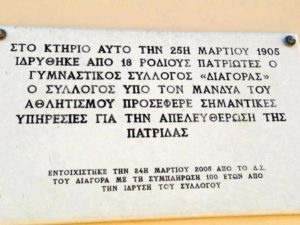 ΣΤΟ ΚΤΗΡΙΟ ΑΥΤΟ ΤΗΝ 25Η ΜΑΡΤΙΟΥ 1905
ΙΔΡΥΘΗΚΕ ΑΠΟ 18 ΡΟΔΙΟΥΣ ΠΑΤΡΙΩΤΕΣ Ο
ΓΥΜΝΑΣΤΙΚΟΣ ΣΥΛΛΟΓΟΣ «ΔΙΑΓΟΡΑΣ»
Ο ΣΥΛΛΟΓΟΣ ΥΠΟ ΤΟΝ ΜΑΝΔΥΑ ΤΟΥ
ΑΘΛΗΤΙΣΜΟΥ ΠΡΟΣΕΦΕΡΕ ΣΗΜΑΝΤΙΚΕΣ
ΥΠΗΡΕΣΙΕΣ ΓΙΑ ΤΗΝ ΑΠΕΛΕΥΘΕΡΩΣΗ ΤΗΣ
ΠΑΤΡΙΔΑΣ
ΕΝΤΟΙΧΙΣΤΗΚΕ ΤΗΝ 24Η ΜΑΡΤΙΟΥ 2005 ΑΠΟ ΤΟ Δ.Σ.
ΤΟΥ ΔΙΑΓΟΡΑ ΜΕ ΤΗ ΣΥΜΠΛΗΡΩΣΗ 100 ΕΤΩΝ ΑΠΟ
ΤΗΝ ΙΔΡΥΣΗ ΤΟΥ ΣΥΛΛΟΓΟΥ